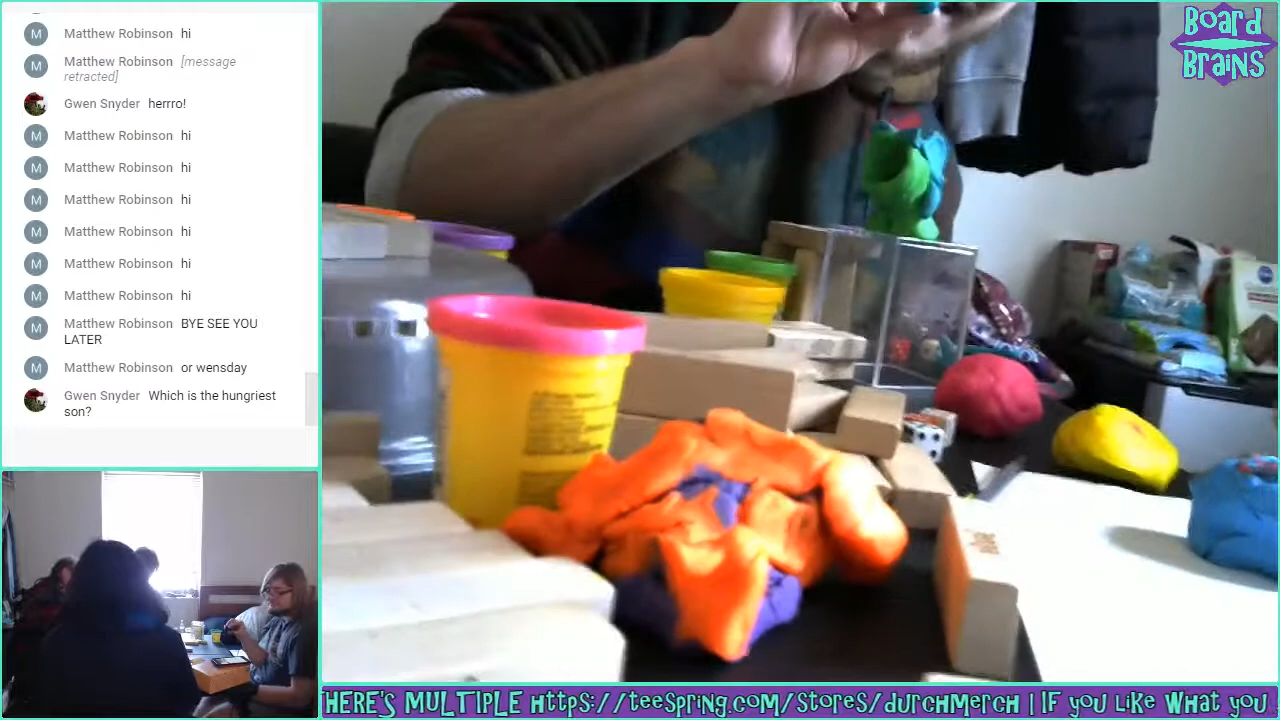 Matthew Robinson hi
Matthew Robinson [message
retracted]
Gwen Snyder herrro!
M Matthew Robinson hi
M Matthew Robinson hi
M Matthew Robinson hi
M Matthew Robinson hi
M Matthew Robinson hi
M Matthew Robinson hi
M Matthew Robinson BYE SEE YOU
LATER
M Matthew Robinson or wensday
Gwen Snyder Which is the hungriest
son?
Board
Brains
HERE'S MULTIPLE https://teespring.com/stores/durchmerch | If you like what you